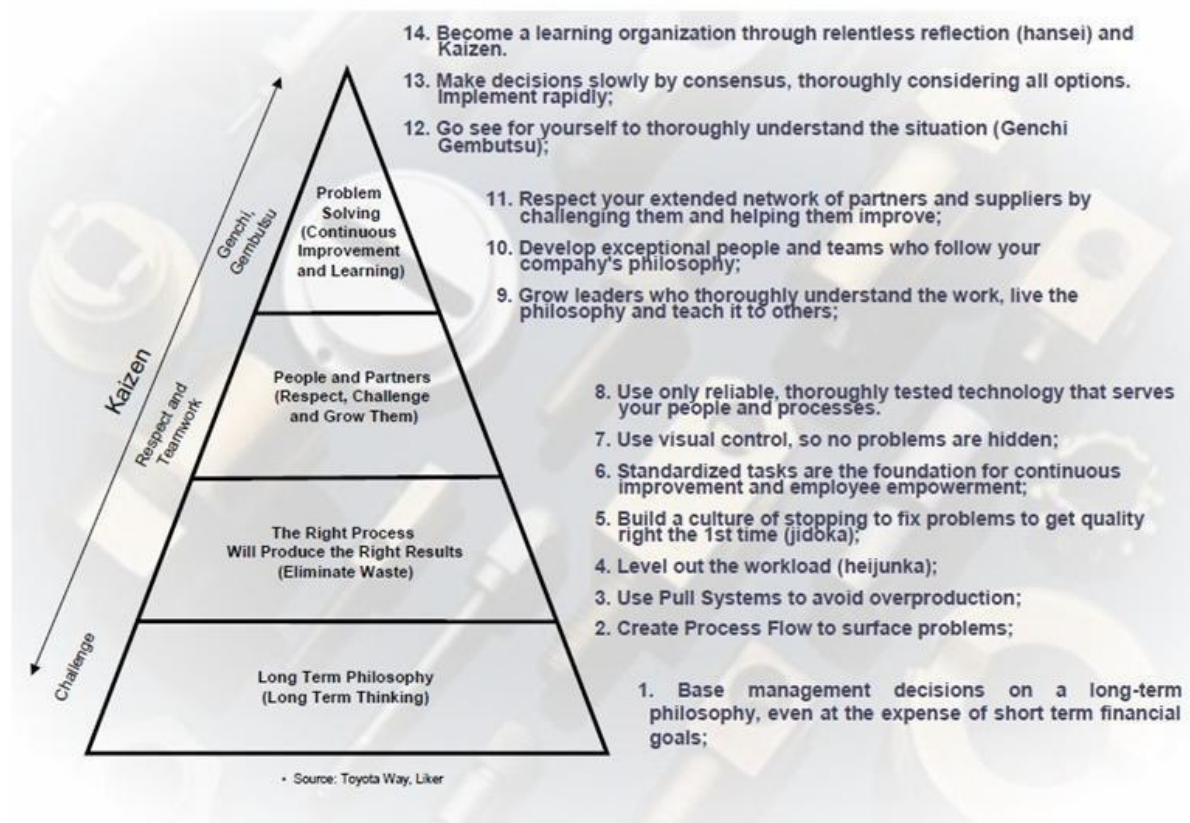 14. Become a learning organization through relentless reflection (hansei) and
Kaizen.
13. Make decisions slowly by consensus, thoroughly considering all options.
Implement rapidly;
12. Go see for yourself to thoroughly understand the situation (Genchi
Gembutsu);
11. Respect your extended network of partners and suppliers by
challenging them and helping them improve;
10. Develop exceptional people and teams who follow your
company's philosophy;
9. Grow leaders who thoroughly understand the work, live the
philosophy and teach it to others;
8. Use only reliable, thoroughly tested technology that serves
your people and processes.
7. Use visual control, so no problems are hidden;
6. Standardized tasks are the foundation for continuous
improvement and employee empowerment;
5. Build a culture of stopping to fix problems to get quality
right the 1st time (jidoka);
4. Level out the workload (heijunka);
3. Use Pull Systems to avoid overproduction;
2. Create Process Flow to surface problems;
1. Base management decisions on a long-term
philosophy, even at the expense of short term financial
goals;
Problem
Solving
(Continuous
Improvement
and Learning)
People and Partners
(Respect, Challenge
and Grow Them)
The Right Process
Will Produce the Right Results
(Eliminate Waste)
Long Term Philosophy
(Long Term Thinking)
Kaizen
Genchi,
Gembutsu
Respect and
Teamwork
Challenge
• Source: Toyota Way, Liker